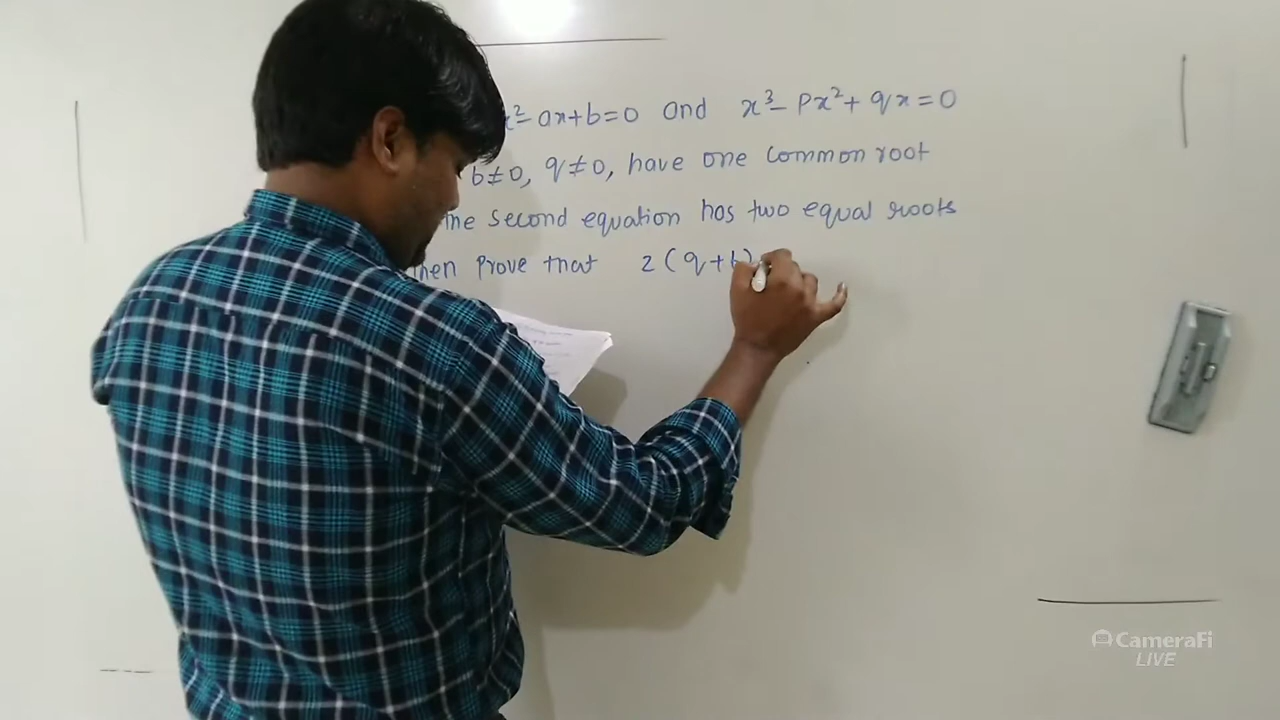 x²-ax+b=0 and x³-Px²+qx=0
b≠0, q≠0, have one common root
the second equation has two equal roots
then Prove that 2(q+b)
CameraFi
LIVE